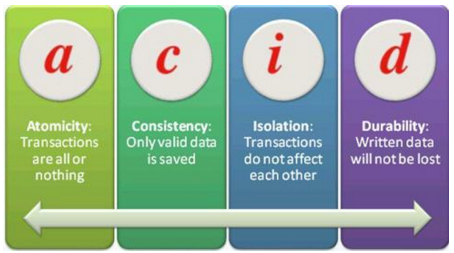 a
Atomicity:
Transactions
are all or
nothing
c
Consistency:
Only valid data
is saved
i
Isolation:
Transactions
do not affect
each other
d
Durability:
Written data
will not be lost